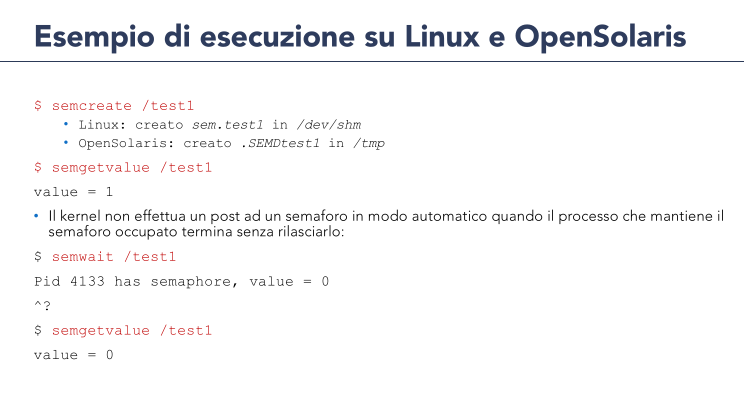 Esempio di esecuzione su Linux e OpenSolaris
$ semcreate /test1
• Linux: creato sem.test1 in /dev/shm
• OpenSolaris: creato .SEMDtest1 in /tmp
$ semgetvalue /test1
value = 1
• Il kernel non effettua un post ad un semaforo in modo automatico quando il processo che mantiene il
semaforo occupato termina senza rilasciarlo:
$ semwait /test1
Pid 4133 has semaphore, value = 0
^?
$ semgetvalue /test1
value = 0